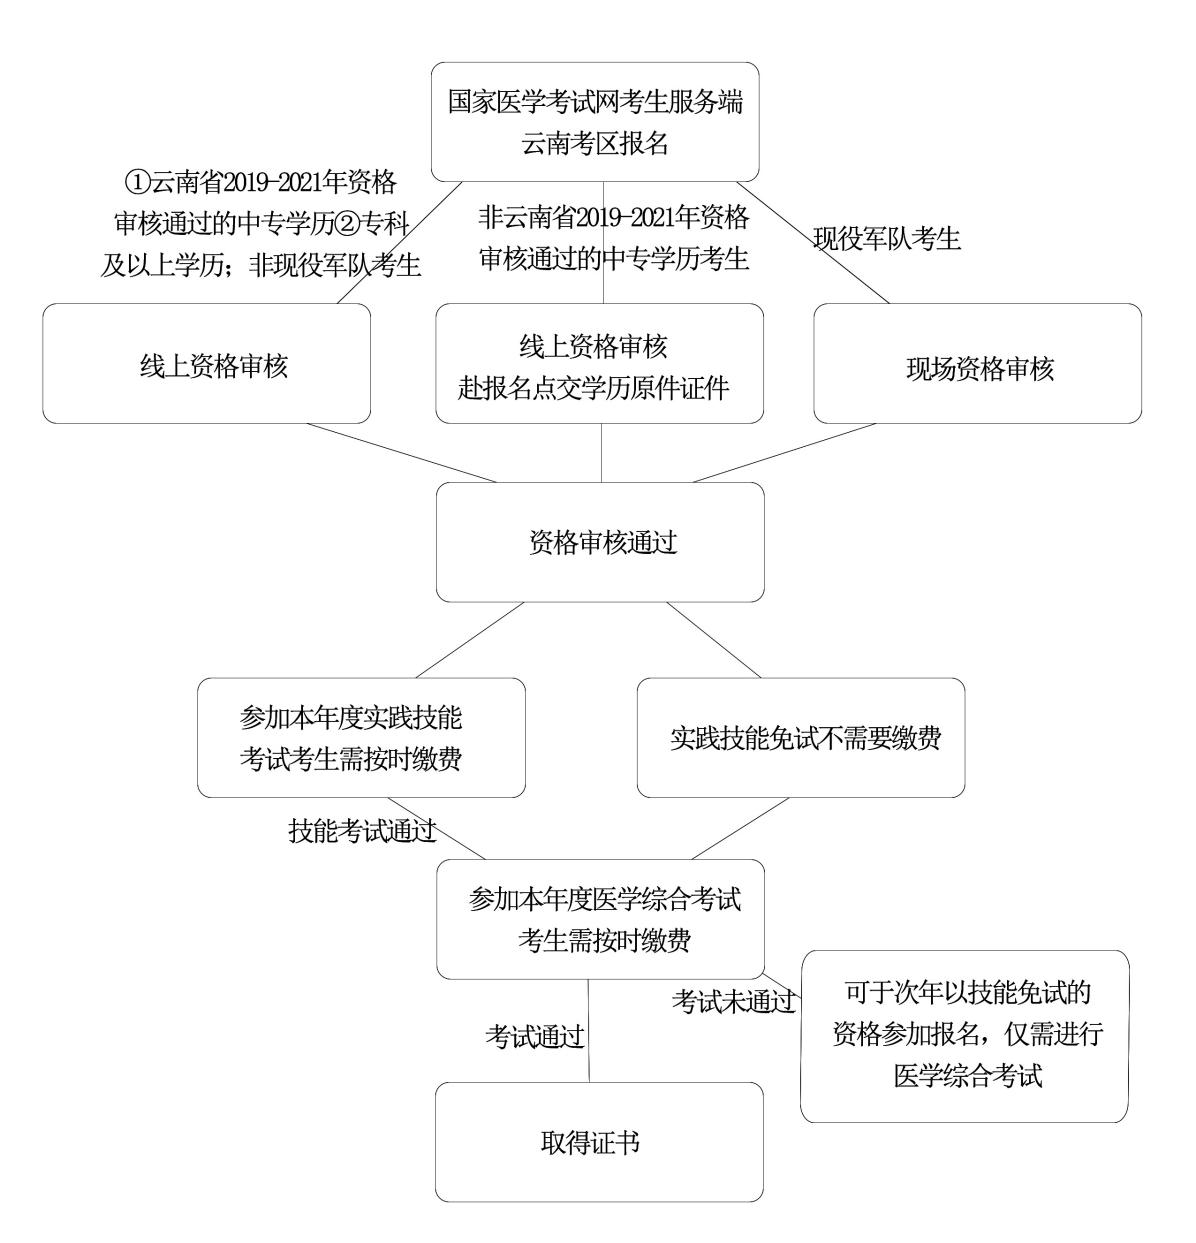 国家医学考试网考生服务端
云南考区报名
①云南省2019-2021年资格
审核通过的中专学历②专科
及以上学历；非现役军队考生
非云南省2019-2021年资格
审核通过的中专学历考生
现役军队考生
线上资格审核
线上资格审核
赴报名点交学历原件证件
现场资格审核
资格审核通过
参加本年度实践技能
考试考生需按时缴费
实践技能免试不需要缴费
技能考试通过
参加本年度医学综合考试
考生需按时缴费
考试未通过
可于次年以技能免试的
资格参加报名，仅需进行
医学综合考试
考试通过
取得证书